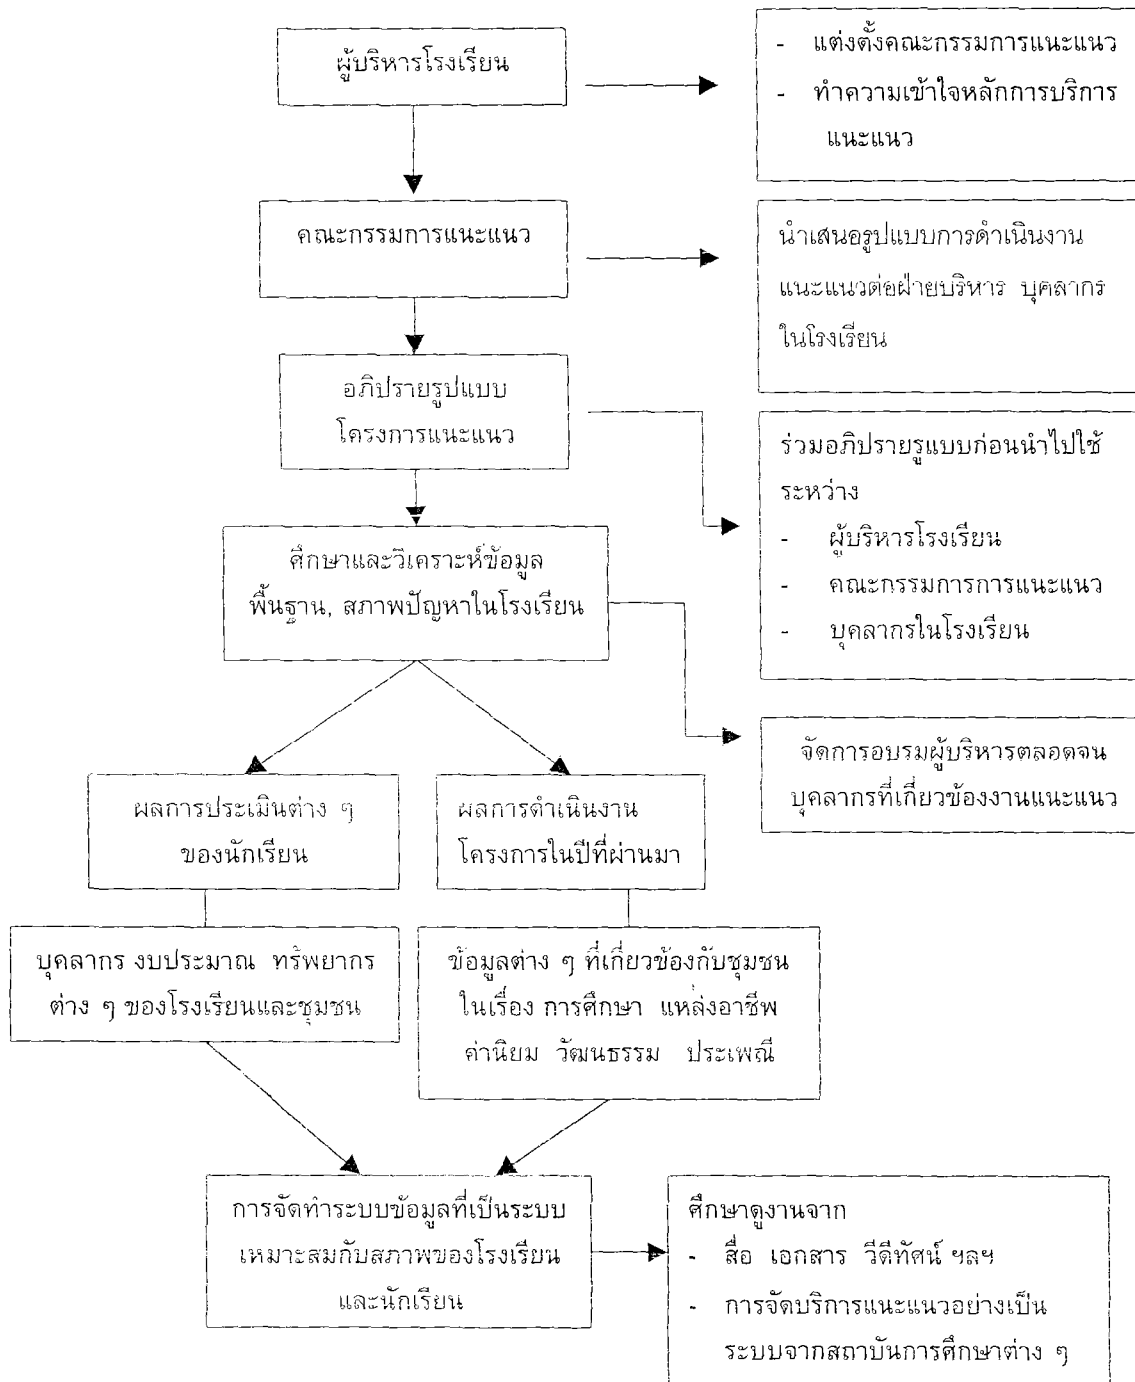 ผู้บริหารโรงเรียน
- แต่งตั้งคณะกรรมการแนะแนว
- ทำความเข้าใจหลักการบริการ
แนะแนว
คณะกรรมการแนะแนว
นำเสนอรูปแบบการดำเนินงาน
แนะแนวต่อฝ่ายบริหาร บุคลากร
ในโรงเรียน
อภิปรายรูปแบบ
โครงการแนะแนว
ร่วมอภิปรายรูแบบก่อนนำไปใช้
ระหว่าง
- ผู้บริหารโรงเรียน
- คณะกรรมการการแนะแนว
- บุคลากรในโรงเรียน
ศึกษาและวิเคราะห์ข้อมูล
พื้นฐาน, สภาพปัญหาในโรงเรียน
จัดการอบรมผู้บริหารตลอดจน
บุคลากรที่เกี่ยวข้องงานแนะแนว
ผลการประเมินต่าง ๆ
ของนักเรียน
ผลการดำเนินงาน
โครงการในปีที่ผ่านมา
บุคลากร งบประมาณ ทรัพยากร
ต่าง ๆ ของโรงเรียนและชุมชน
ข้อมูลต่าง ๆ ที่เกี่ยวข้องกับชุมชน
ในเรื่อง การศึกษา แหล่งอาชีพ
ค่านิยม วัฒนธรรม ประเพณี
การจัดทำระบบข้อมูลที่เป็นระบบ
เหมาะสมกับสภาพของโรงเรียน
และนักเรียน
ศึกษาดูงานจาก
- สื่อ เอกสาร วีดีทัศน์ ฯลฯ
- การจัดบริการแนะแนวอย่างเป็น
ระบบจากสถาบันการศึกษาต่าง ๆ